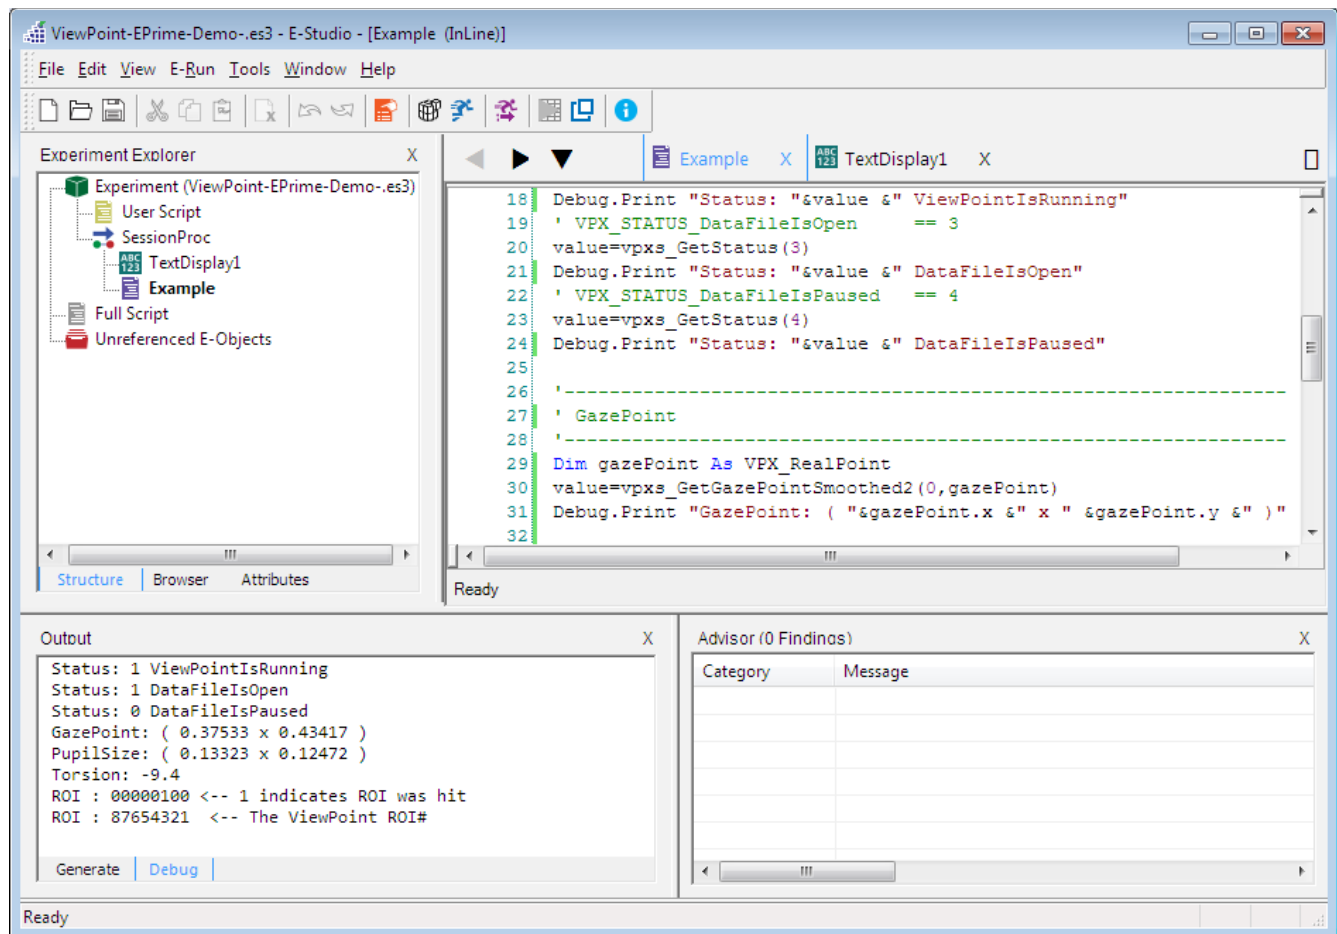 ViewPoint-EPrime-Demo-.es3 - E-Studio - [Example (InLine)]
File Edit View E-Run Tools Window Help
Experiment Explorer X
Experiment (ViewPoint-EPrime-Demo-.es3)
User Script
SessionProc
ABC 123 TextDisplay1
Example
Full Script
Unreferenced E-Objects
Structure Browser Attributes
Example X ABC 123 TextDisplay1 X
18 Debug.Print "Status: "&value &" ViewPointIsRunning"
19 ' VPX_STATUS_DataFileIsOpen == 3
20 value=vpxs_GetStatus(3)
21 Debug.Print "Status: "&value &" DataFileIsOpen"
22 ' VPX_STATUS_DataFileIsPaused == 4
23 value=vpxs_GetStatus(4)
24 Debug.Print "Status: "&value &" DataFileIsPaused"
25
26 '---------------------------------------------------------------------------
27 ' GazePoint
28 '---------------------------------------------------------------------------
29 Dim gazePoint As VPX_RealPoint
30 value=vpxs_GetGazePointSmoothed2(0,gazePoint)
31 Debug.Print "GazePoint: ( "&gazePoint.x &" x " &gazePoint.y &" )"
32
Ready
Output X
Status: 1 ViewPointIsRunning
Status: 1 DataFileIsOpen
Status: 0 DataFileIsPaused
GazePoint: ( 0.37533 x 0.43417 )
PupilSize: ( 0.13323 x 0.12472 )
Torsion: -9.4
ROI : 00000100 <-- 1 indicates ROI was hit
ROI : 87654321 <-- The ViewPoint ROI#
Generate Debug
Advisor (0 Findings) X
Category Message
Ready